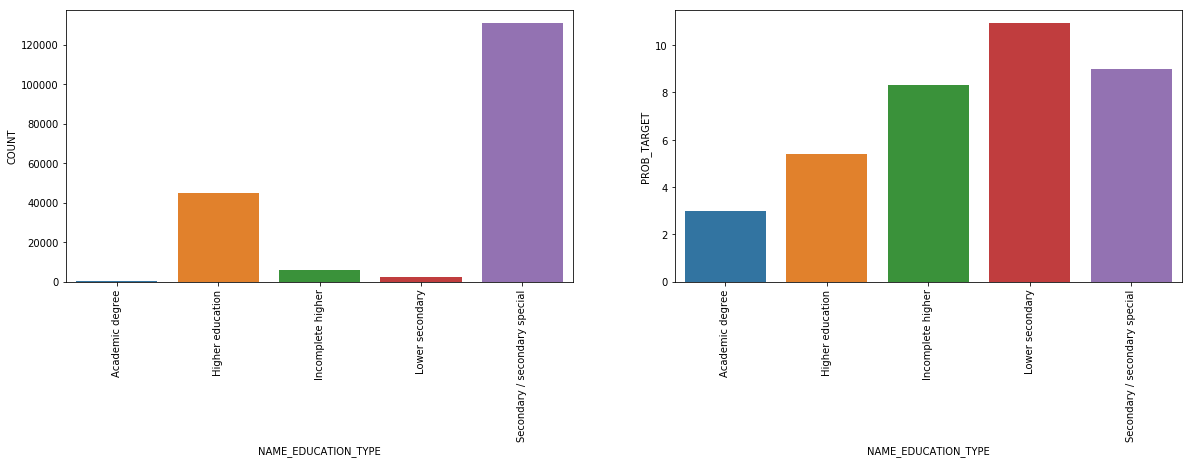 120000
100000
80000
60000
40000
20000
0
COUNT
Academic degree
Higher education
Incomplete higher
Lower secondary
Secondary / secondary special
NAME_EDUCATION_TYPE
10
8
6
4
2
0
PROB_TARGET
Academic degree
Higher education
Incomplete higher
Lower secondary
Secondary / secondary special
NAME_EDUCATION_TYPE